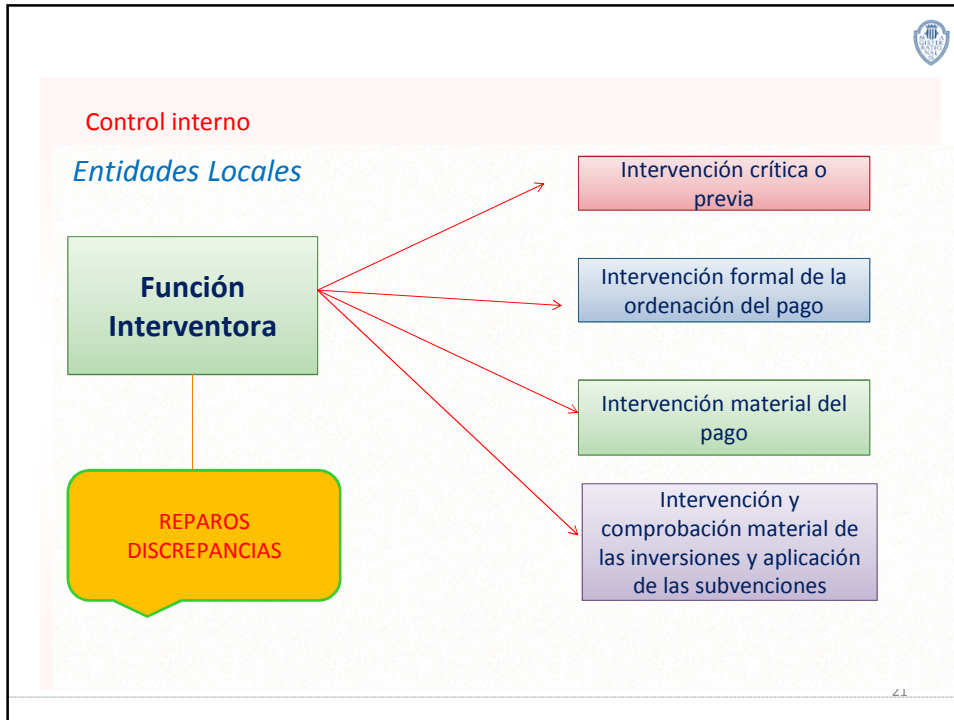 Control interno
Entidades Locales
Función
Interventora
REPAROS
DISCREPANCIAS
Intervención crítica o
previa
Intervención formal de la
ordenación del pago
Intervención material del
pago
Intervención y
comprobación material de
las inversiones y aplicación
de las subvenciones
21